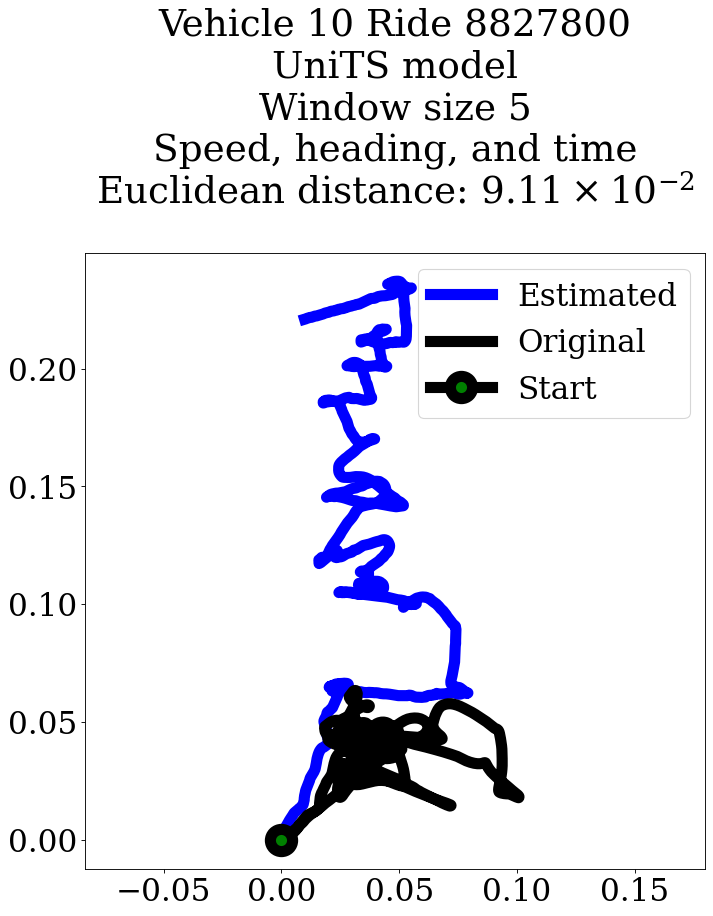 Vehicle 10 Ride 8827800
UniTS model
Window size 5
Speed, heading, and time
Euclidean distance: 9.11 × 10⁻²
Estimated
Original
Start
0.20
0.15
0.10
0.05
0.00
−0.05 0.00 0.05 0.10 0.15